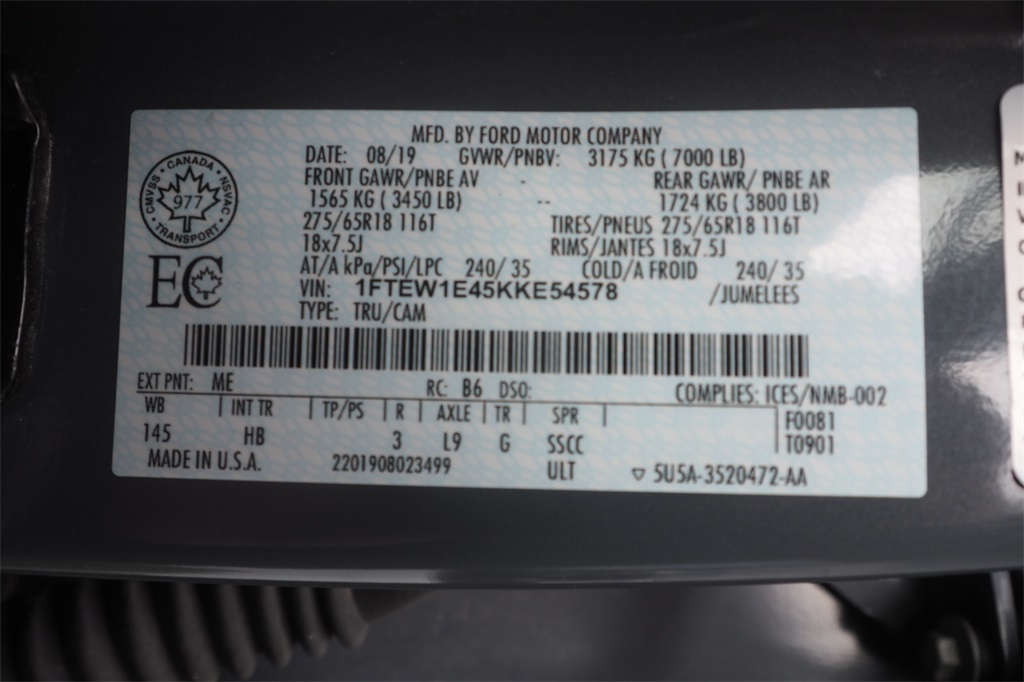 MFD. BY FORD MOTOR COMPANY
DATE: 08/19 GVWR/PNBV: 3175 KG ( 7000 LB)
FRONT GAWR/PNBE AV - REAR GAWR/ PNBE AR
1565 KG ( 3450 LB) -- 1724 KG ( 3800 LB)
275/65R18 116T TIRES/PNEUS 275/65R18 116T
18x7.5J RIMS/JANTES 18x7.5J
AT/A kPa/PSI/LPC 240/ 35 COLD/A FROID 240/ 35
VIN: 1FTEW1E45KKE54578 /JUMELEES
TYPE: TRU/CAM
CANADA
CMVSS 977 NSVAC
TRANSPORT
EC
EXT PNT: ME RC: B6 DSO: COMPLIES: ICES/NMB-002
WB | INT TR | TP/PS | R | AXLE | TR | SPR | F0081
145 HB 3 L9 G SSCC T0901
MADE IN U.S.A. 2201908023499 ULT ▽ 5U5A-3520472-AA